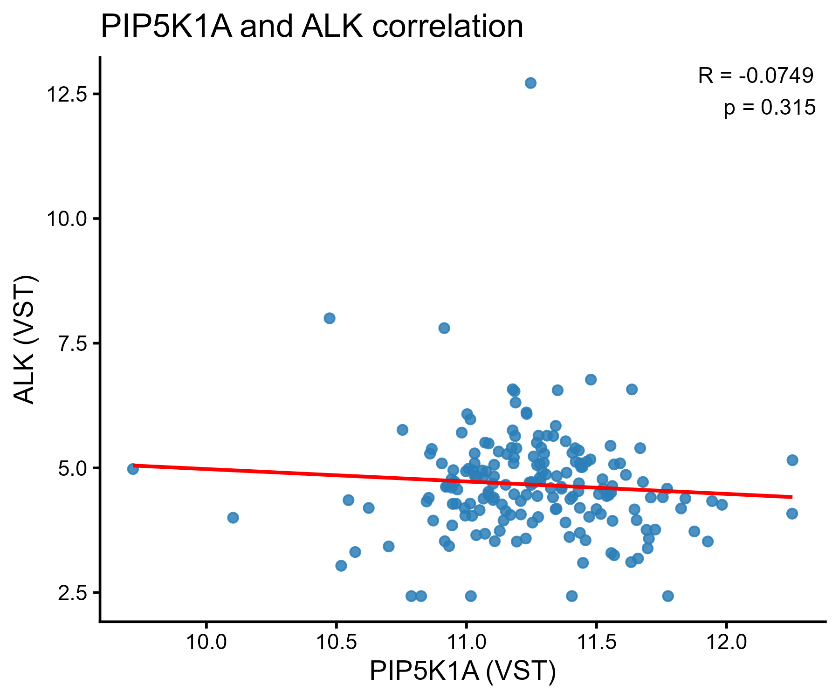 PIP5K1A and ALK correlation
R = -0.0749
p = 0.315
12.5
10.0
7.5
5.0
2.5
ALK (VST)
10.0
10.5
11.0
11.5
12.0
PIP5K1A (VST)